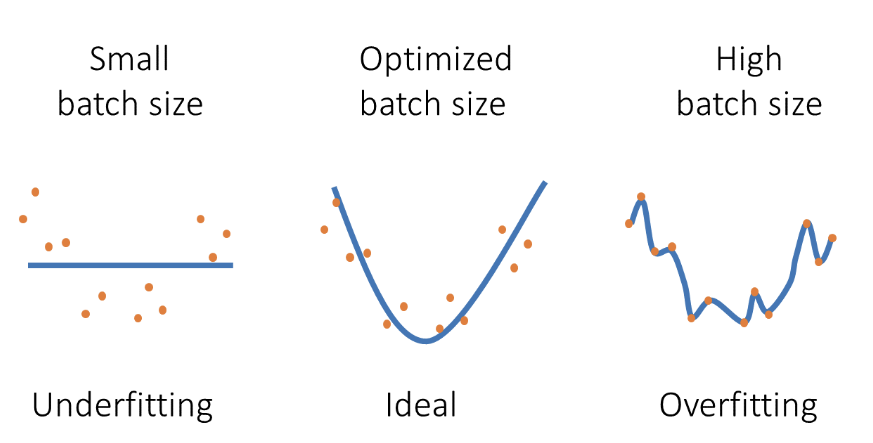 Small
batch size
Optimized
batch size
High
batch size
Underfitting
Ideal
Overfitting